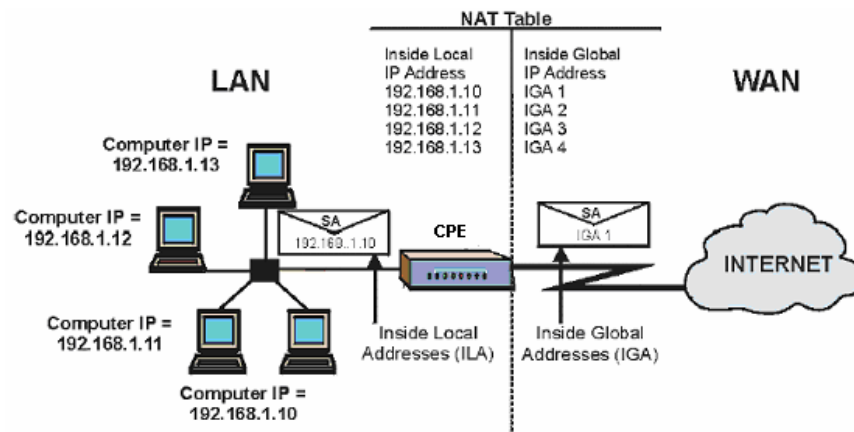 NAT Table
Inside Local
IP Address
192.168.1.10
192.168.1.11
192.168.1.12
192.168.1.13
Inside Global
IP Address
IGA 1
IGA 2
IGA 3
IGA 4
LAN
WAN
Computer IP =
192.168.1.13
Computer IP =
192.168.1.12
Computer IP =
192.168.1.11
Computer IP =
192.168.1.10
SA
192.168..1.10
CPE
SA
IGA 1
INTERNET
Inside Local
Addresses (ILA)
Inside Global
Addresses (IGA)